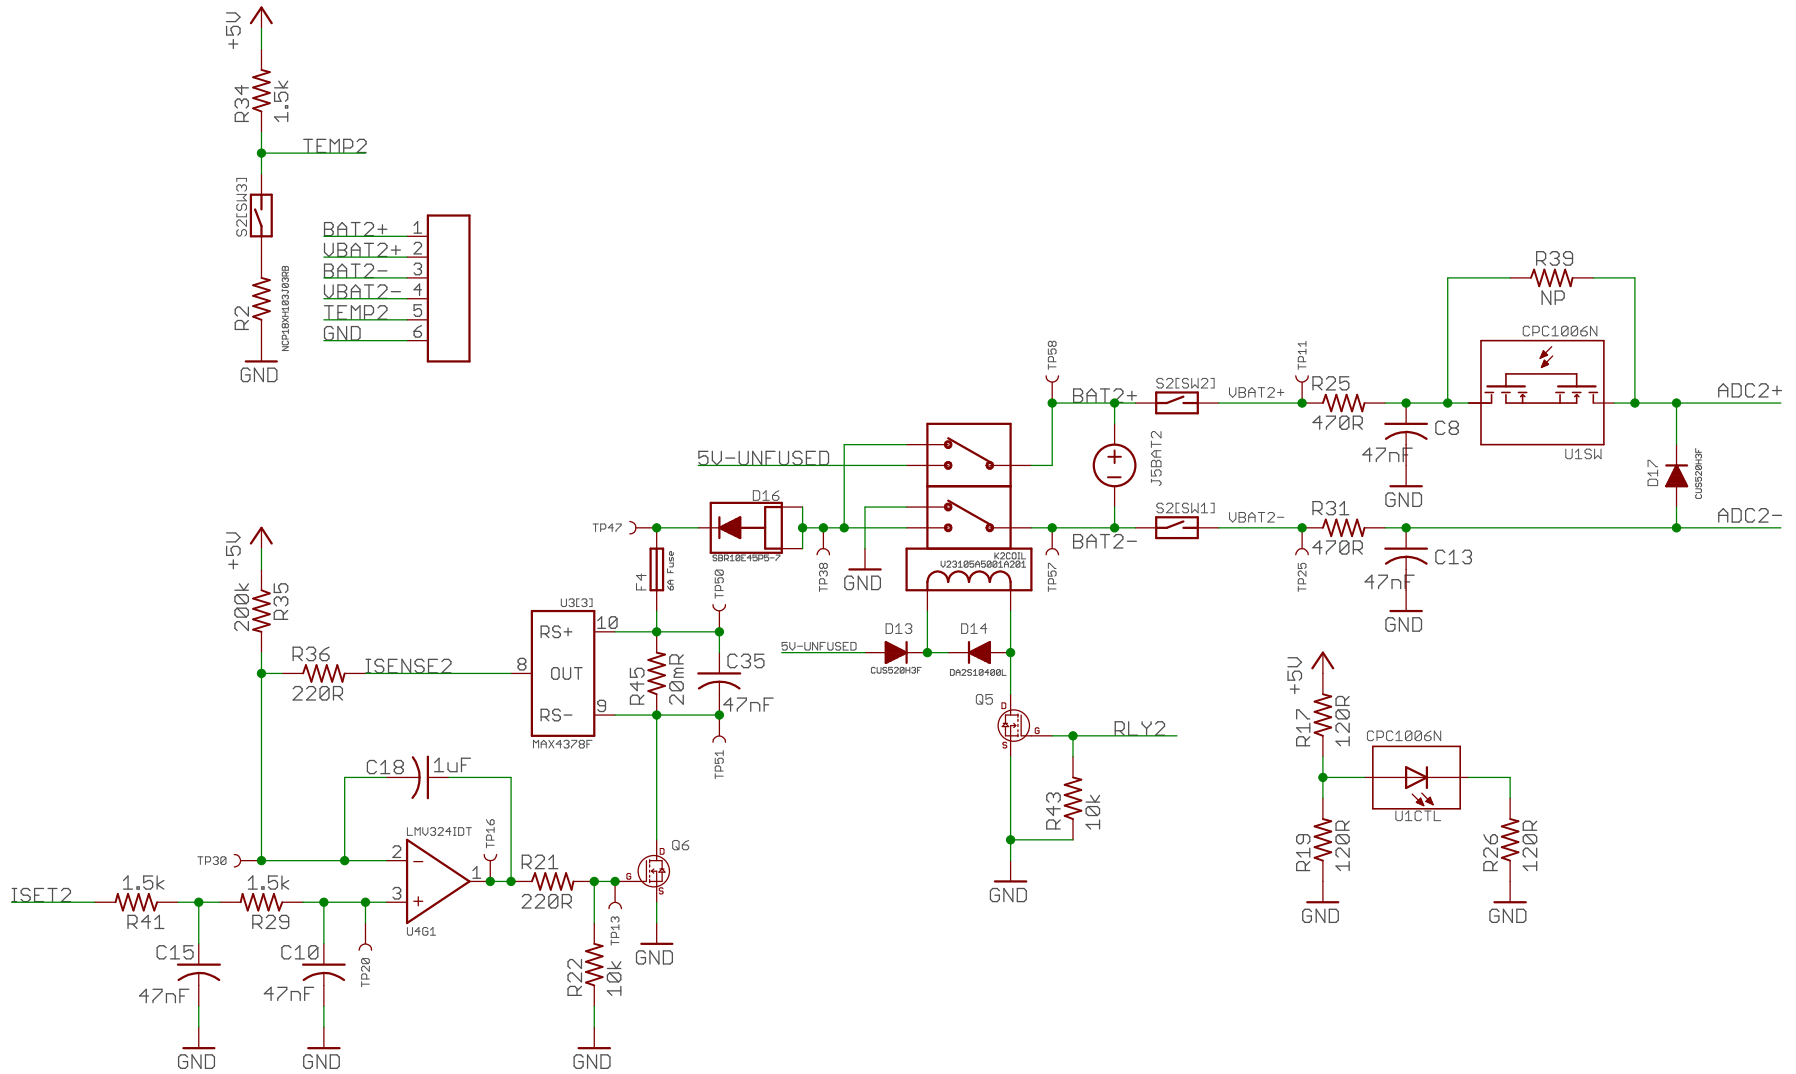 +5V
R34
1.5k
TEMP2
S2[SW3]
R2
NCP18XH103J03RB
GND
BAT2+ 1
VBAT2+ 2
BAT2- 3
VBAT2- 4
TEMP2 5
GND 6
R39
NP
CPC1006N
U1SW
TP58
BAT2+
S2[SW2]
VBAT2+
TP11
R25
470R
C8
47nF
GND
ADC2+
D17
CUS520H3F
J5BAT2
5V-UNFUSED
D16
SBR10E45P5-7
TP47
TP38
GND
K2COIL
V23105A5001A201
BAT2-
TP57
S2[SW1]
VBAT2-
TP25
R31
470R
C13
47nF
GND
ADC2-
F4
6A Fuse
TP50
+5V
200k
R35
R36
220R
ISENSE2
U3[3]
RS+
10
8
OUT
RS-
9
MAX4378F
R45
20mR
C35
47nF
TP51
5V-UNFUSED
D13
CUS520H3F
D14
DA2S10400L
Q5
D
G
S
RLY2
R43
10k
GND
+5V
R17
120R
CPC1006N
U1CTL
R19
120R
R26
120R
GND
GND
C18
1uF
LMV324IDT
TP30
2
3
1
U4G1
TP16
R21
220R
Q6
D
G
S
TP13
GND
R22
10k
GND
ISET2
1.5k
R41
1.5k
R29
C15
47nF
GND
C10
47nF
GND
TP20